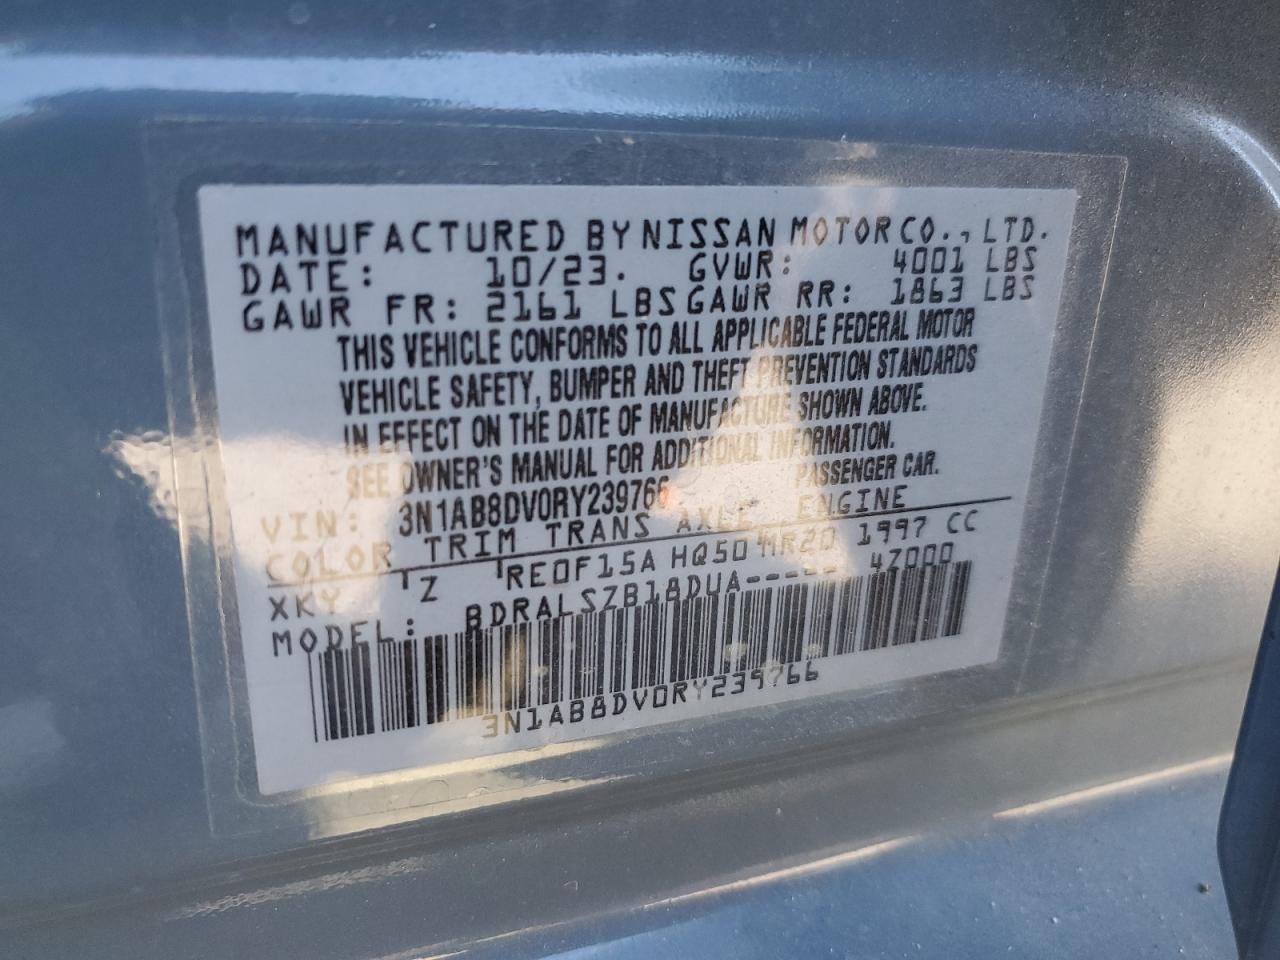 MANUFACTURED BY NISSAN MOTOR CO., LTD.
DATE: 10/23. GVWR: 4001 LBS
GAWR FR: 2161 LBS GAWR RR: 1863 LBS
THIS VEHICLE CONFORMS TO ALL APPLICABLE FEDERAL MOTOR
VEHICLE SAFETY, BUMPER AND THEFT PREVENTION STANDARDS
IN EFFECT ON THE DATE OF MANUFACTURE SHOWN ABOVE.
SEE OWNER'S MANUAL FOR ADDITIONAL INFORMATION.
VIN: 3N1AB8DV0RY239766 PASSENGER CAR.
COLOR TRIM TRANS AXLE ENGINE
XKY Z RE0F15A HQ50 MR20 1997 CC
MODEL: BDRALSZB18DUA----- 4Z000
3N1AB8DV0RY239766